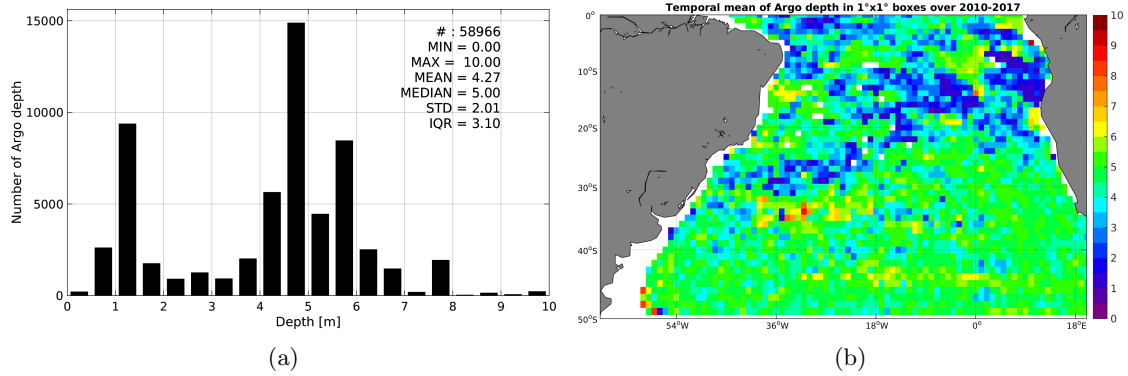 15000
10000
5000
0
Number of Argo depth
# : 58966
MIN = 0.00
MAX = 10.00
MEAN = 4.27
MEDIAN = 5.00
STD = 2.01
IQR = 3.10
0 1 2 3 4 5 6 7 8 9 10
Depth [m]
(a)
Temporal mean of Argo depth in 1°x1° boxes over 2010-2017
0°
10°S
20°S
30°S
40°S
50°S
54°W 36°W 18°W 0° 18°E
10
9
8
7
6
5
4
3
2
1
0
(b)